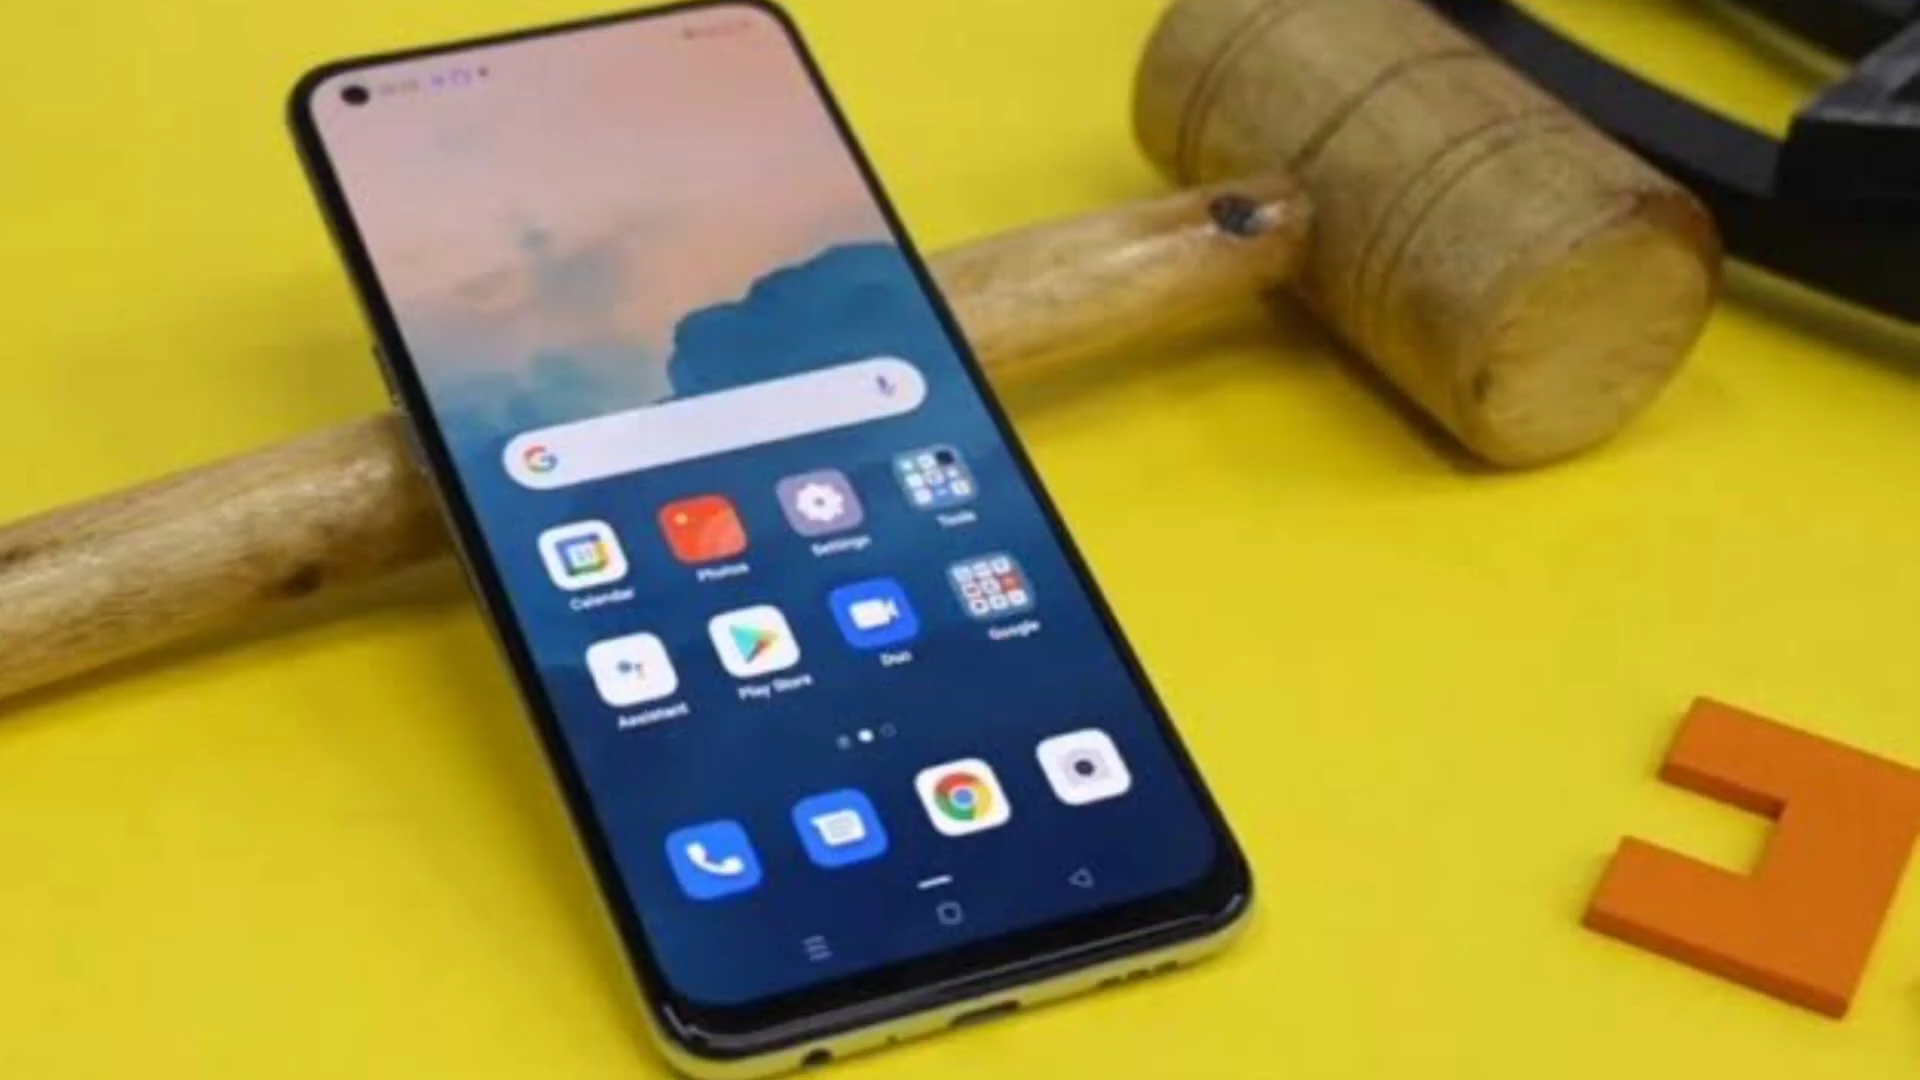 Calendar
Photos
Settings
Tools
Assistant
Play Store
Duo
Google